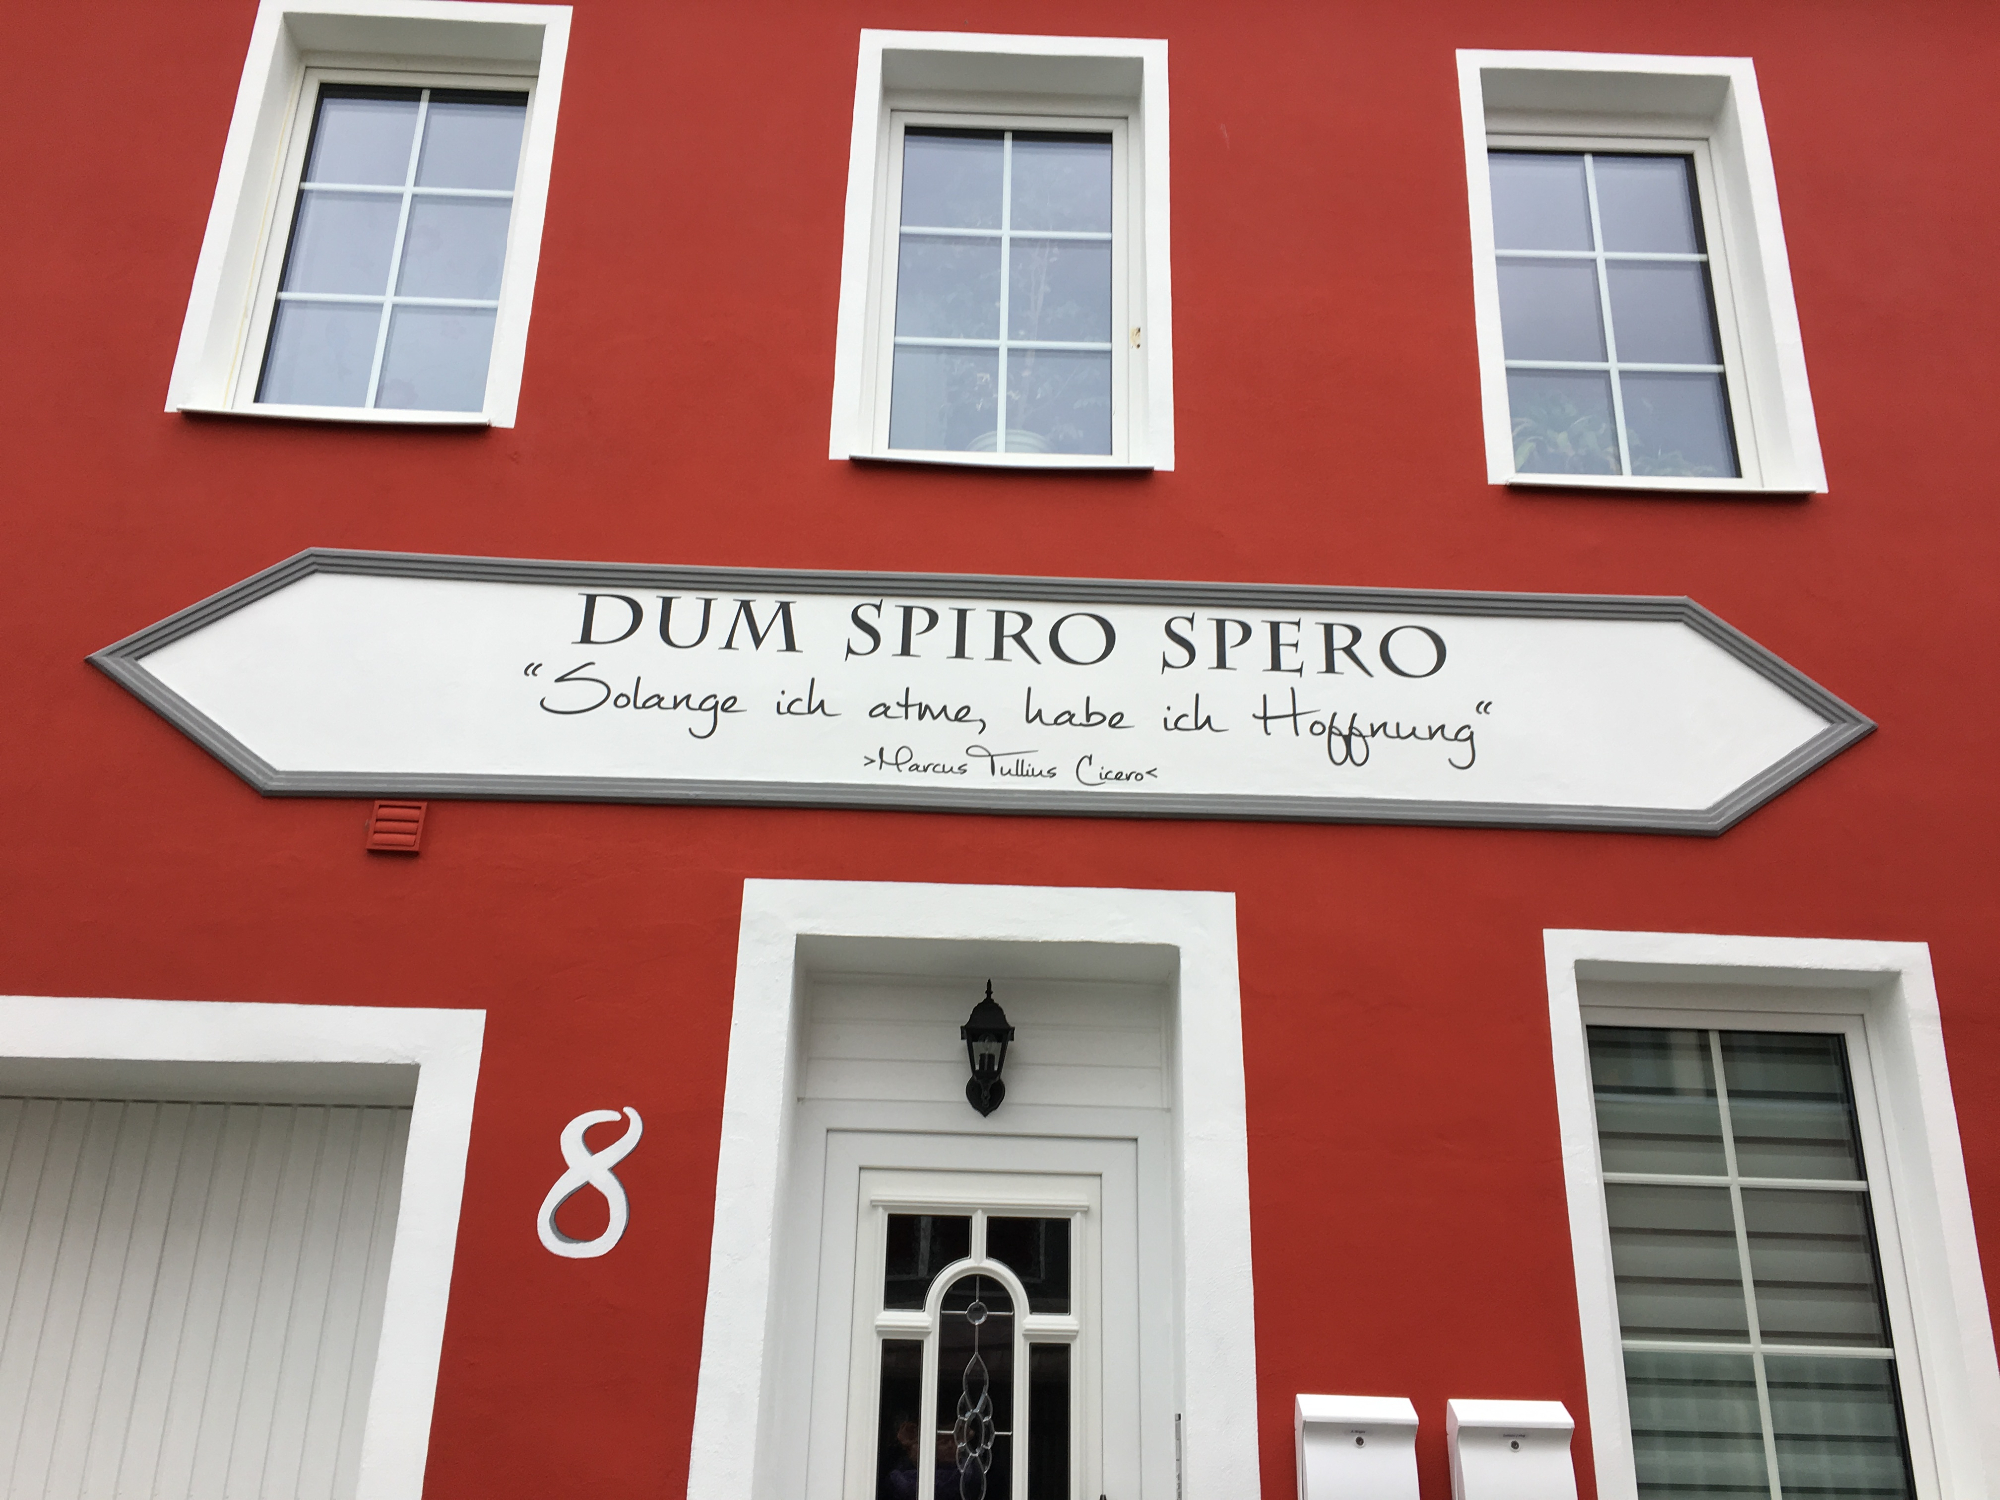 DUM SPIRO SPERO
“Solange ich atme, habe ich Hoffnung“
>Marcus Tullius Cicero<
8